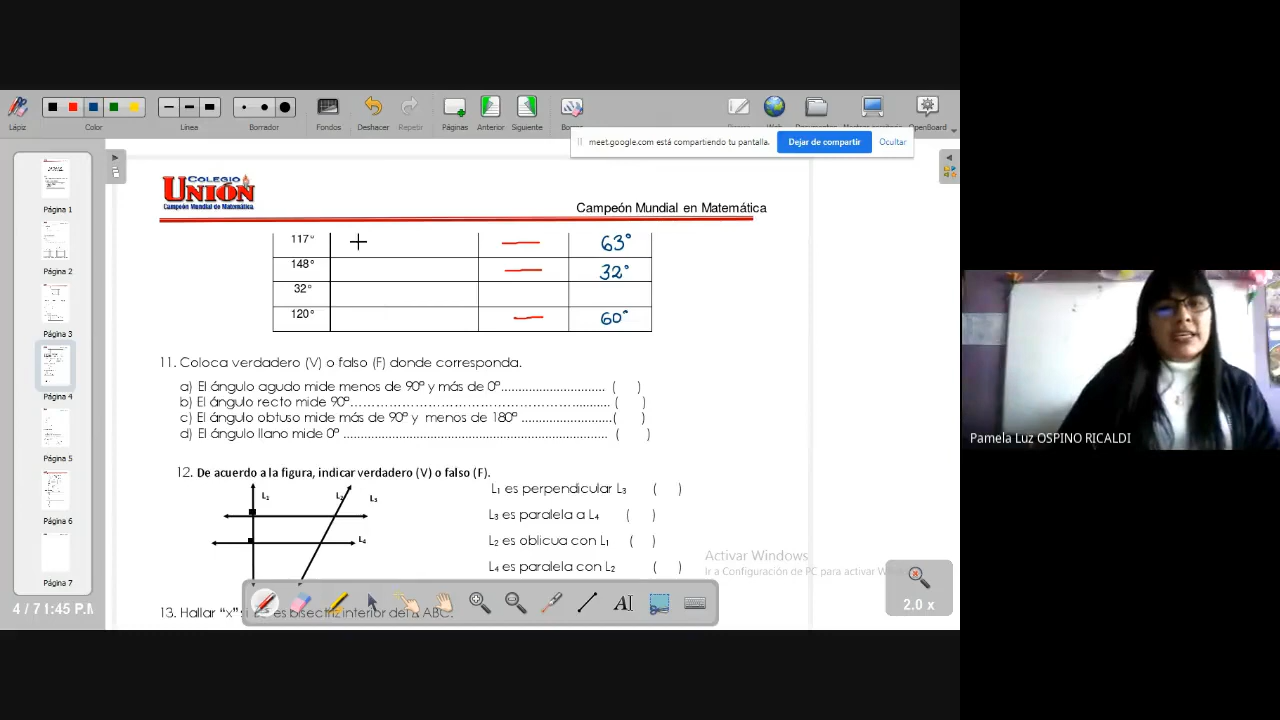 Lápiz Color Línea Borrador Fondos Deshacer Repetir Páginas Anterior Siguiente OpenBoard
meet.google.com está compartiendo tu pantalla. Dejar de compartir Ocultar
COLEGIO
UNIÓN
Campeón Mundial de Matemática
Campeón Mundial en Matemática
117° — 63°
148° — 32°
32°
120° — 60°
11. Coloca verdadero (V) o falso (F) donde corresponda.
a) El ángulo agudo mide menos de 90º y más de 0º............................ ( )
b) El ángulo recto mide 90º............................................................ ( )
c) El ángulo obtuso mide más de 90º y menos de 180º ........................( )
d) El ángulo llano mide 0º ................................................................ ( )
12. De acuerdo a la figura, indicar verdadero (V) o falso (F).
L1 L2 L3
L4
L₁ es perpendicular L₃ ( )
L₃ es paralela a L₄ ( )
L₂ es oblicua con L₁ ( )
L₄ es paralela con L₂ ( )
13. Hallar “x”: es bisectriz interior del ABC.
Página 1
Página 2
Página 3
Página 4
Página 5
Página 6
Página 7
4 / 7 1:45 P.M
Activar Windows
Ir a Configuración de PC para activar
2.0 x
Pamela Luz OSPINO RICALDI